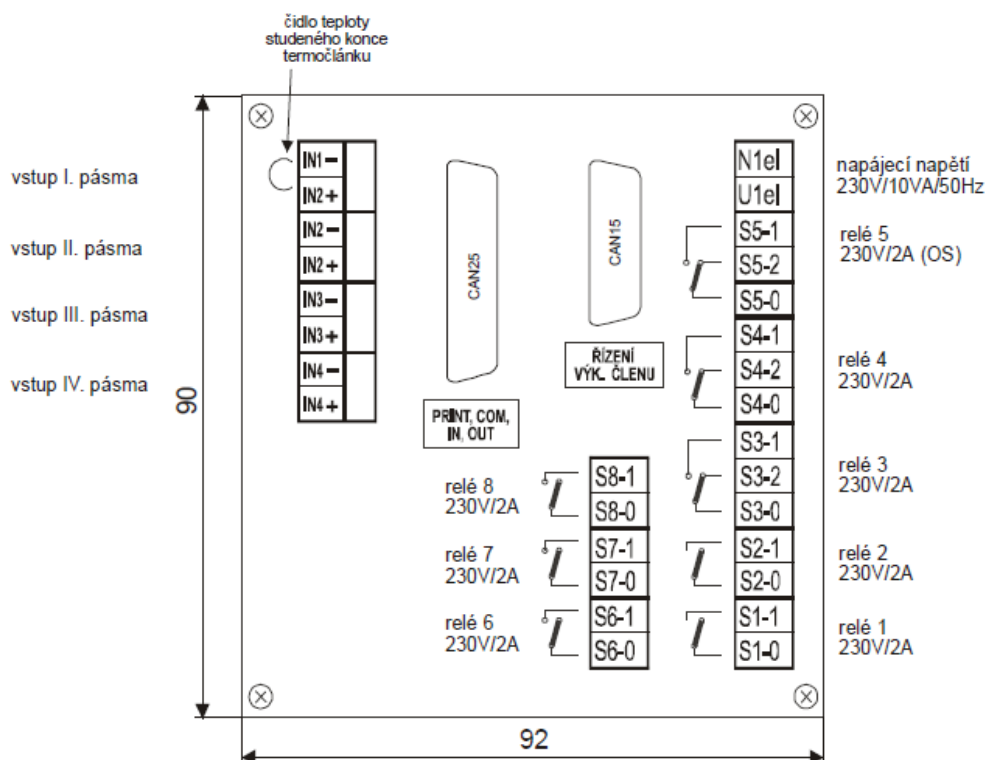 čidlo teploty
studeného konce
termočlánku
vstup I. pásma
vstup II. pásma
vstup III. pásma
vstup IV. pásma
90
IN1 −
IN2 +
IN2 −
IN2 +
IN3 −
IN3 +
IN4 −
IN4 +
CAN25
PRINT, COM,
IN, OUT
CAN15
ŘÍZENÍ
VÝK. ČLENU
relé 8
230V/2A
relé 7
230V/2A
relé 6
230V/2A
S8-1
S8-0
S7-1
S7-0
S6-1
S6-0
N1el
U1el
S5-1
S5-2
S5-0
S4-1
S4-2
S4-0
S3-1
S3-2
S3-0
S2-1
S2-0
S1-1
S1-0
napájecí napětí
230V/10VA/50Hz
relé 5
230V/2A (OS)
relé 4
230V/2A
relé 3
230V/2A
relé 2
230V/2A
relé 1
230V/2A
92